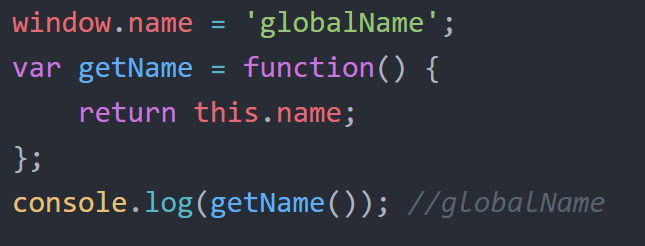 window.name = 'globalName';
var getName = function() {
    return this.name;
};
console.log(getName()); //globalName